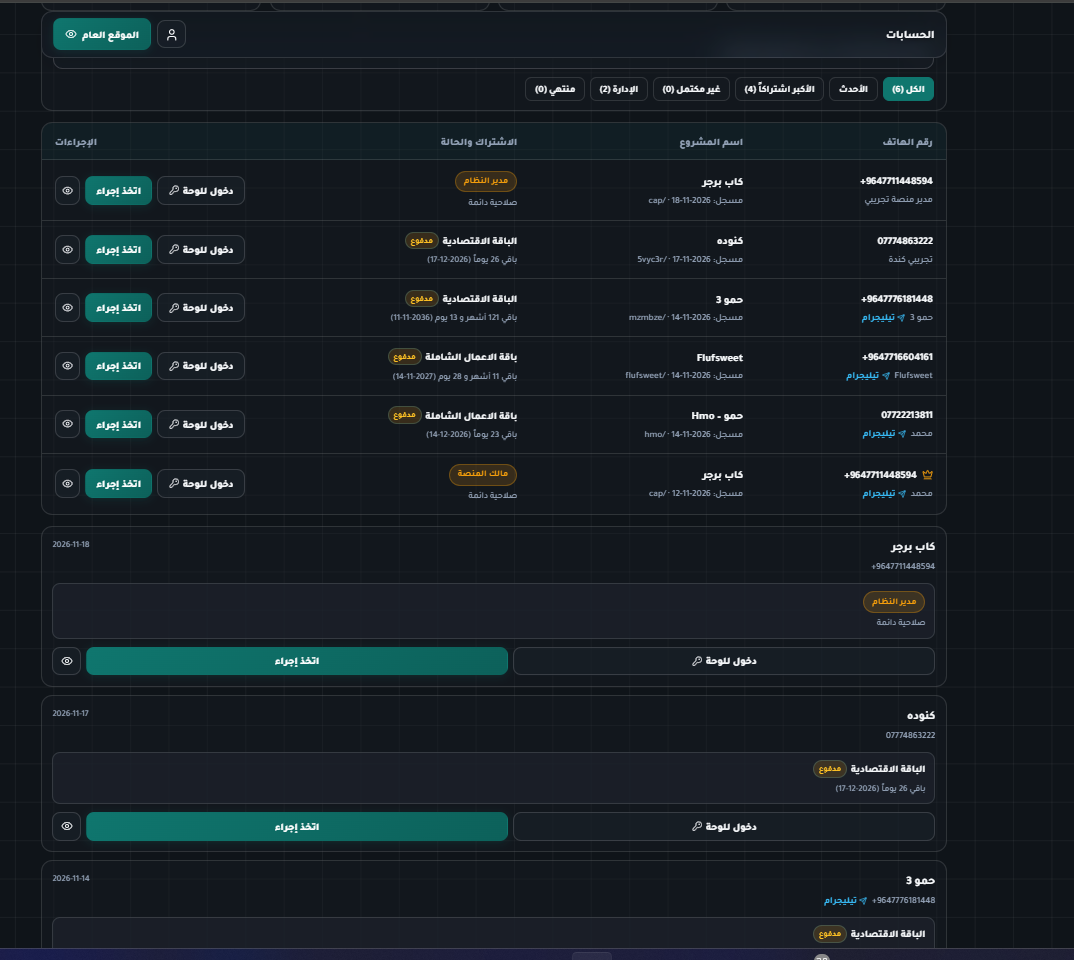 الحسابات
الموقع العام
الكل (6)
الأحدث
الأكبر اشتراكاً (4)
غير مكتمل (0)
الإدارة (2)
منتهي (0)
رقم الهاتف
اسم المشروع
الاشتراك والحالة
الإجراءات
+9647711448594
مدير منصة تجريبي
كاب برجر
مسجل: 2026-11-18 · /cap
مدير النظام
صلاحية دائمة
دخول للوحة
اتخذ إجراء
07774863222
تجريبي كندة
كنوده
مسجل: 2026-11-17 · /5vyc3r
الباقة الاقتصادية مدفوع
باقي 26 يوماً (2026-12-17)
دخول للوحة
اتخذ إجراء
+9647776181448
حمو 3 تيليجرام
حمو 3
مسجل: 2026-11-14 · /mzmbze
الباقة الاقتصادية مدفوع
باقي 121 أشهر و 13 يوم (2036-11-11)
دخول للوحة
اتخذ إجراء
+9647716604161
Flufsweet تيليجرام
Flufsweet
مسجل: 2026-11-14 · /flufsweet
باقة الاعمال الشاملة مدفوع
باقي 11 أشهر و 28 يوم (2027-11-14)
دخول للوحة
اتخذ إجراء
07722213811
محمد تيليجرام
حمو - Hmo
مسجل: 2026-11-14 · /hmo
باقة الاعمال الشاملة مدفوع
باقي 23 يوماً (2026-12-14)
دخول للوحة
اتخذ إجراء
+9647711448594
محمد تيليجرام
كاب برجر
مسجل: 2026-11-12 · /cap
مالك المنصة
صلاحية دائمة
دخول للوحة
اتخذ إجراء
كاب برجر
2026-11-18
+9647711448594
مدير النظام
صلاحية دائمة
دخول للوحة
اتخذ إجراء
كنوده
2026-11-17
07774863222
الباقة الاقتصادية مدفوع
باقي 26 يوماً (2026-12-17)
دخول للوحة
اتخذ إجراء
حمو 3
2026-11-14
+9647776181448 تيليجرام
الباقة الاقتصادية مدفوع